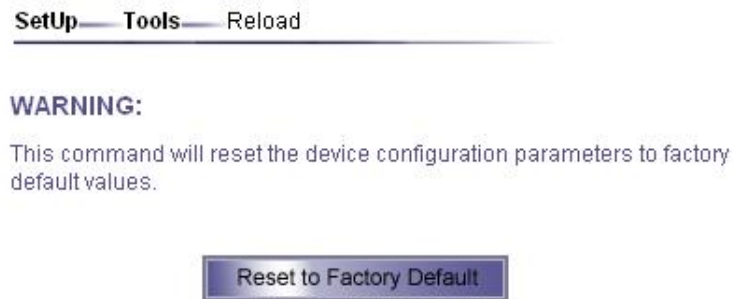 SetUp Tools Reload
WARNING:
This command will reset the device configuration parameters to factory
default values.
Reset to Factory Default